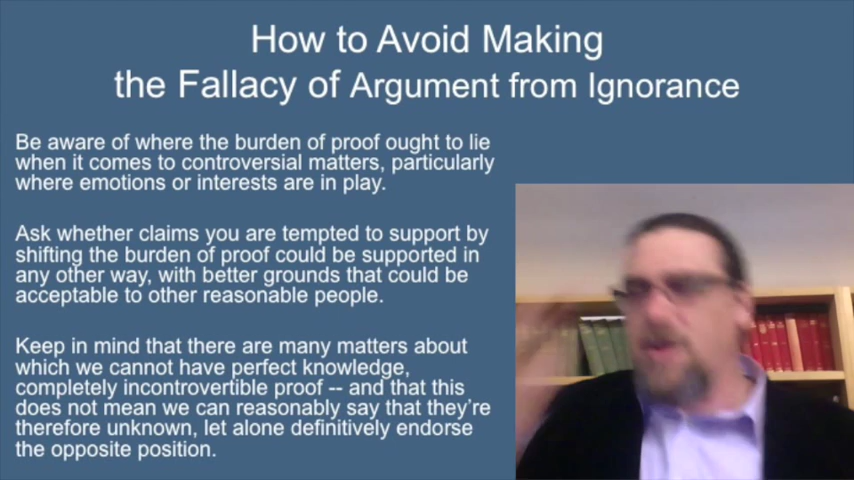 How to Avoid Making
the Fallacy of Argument from Ignorance
Be aware of where the burden of proof ought to lie
when it comes to controversial matters, particularly
where emotions or interests are in play.
Ask whether claims you are tempted to support by
shifting the burden of proof could be supported in
any other way, with better grounds that could be
acceptable to other reasonable people.
Keep in mind that there are many matters about
which we cannot have perfect knowledge,
completely incontrovertible proof -- and that this
does not mean we can reasonably say that they’re
therefore unknown, let alone definitively endorse
the opposite position.